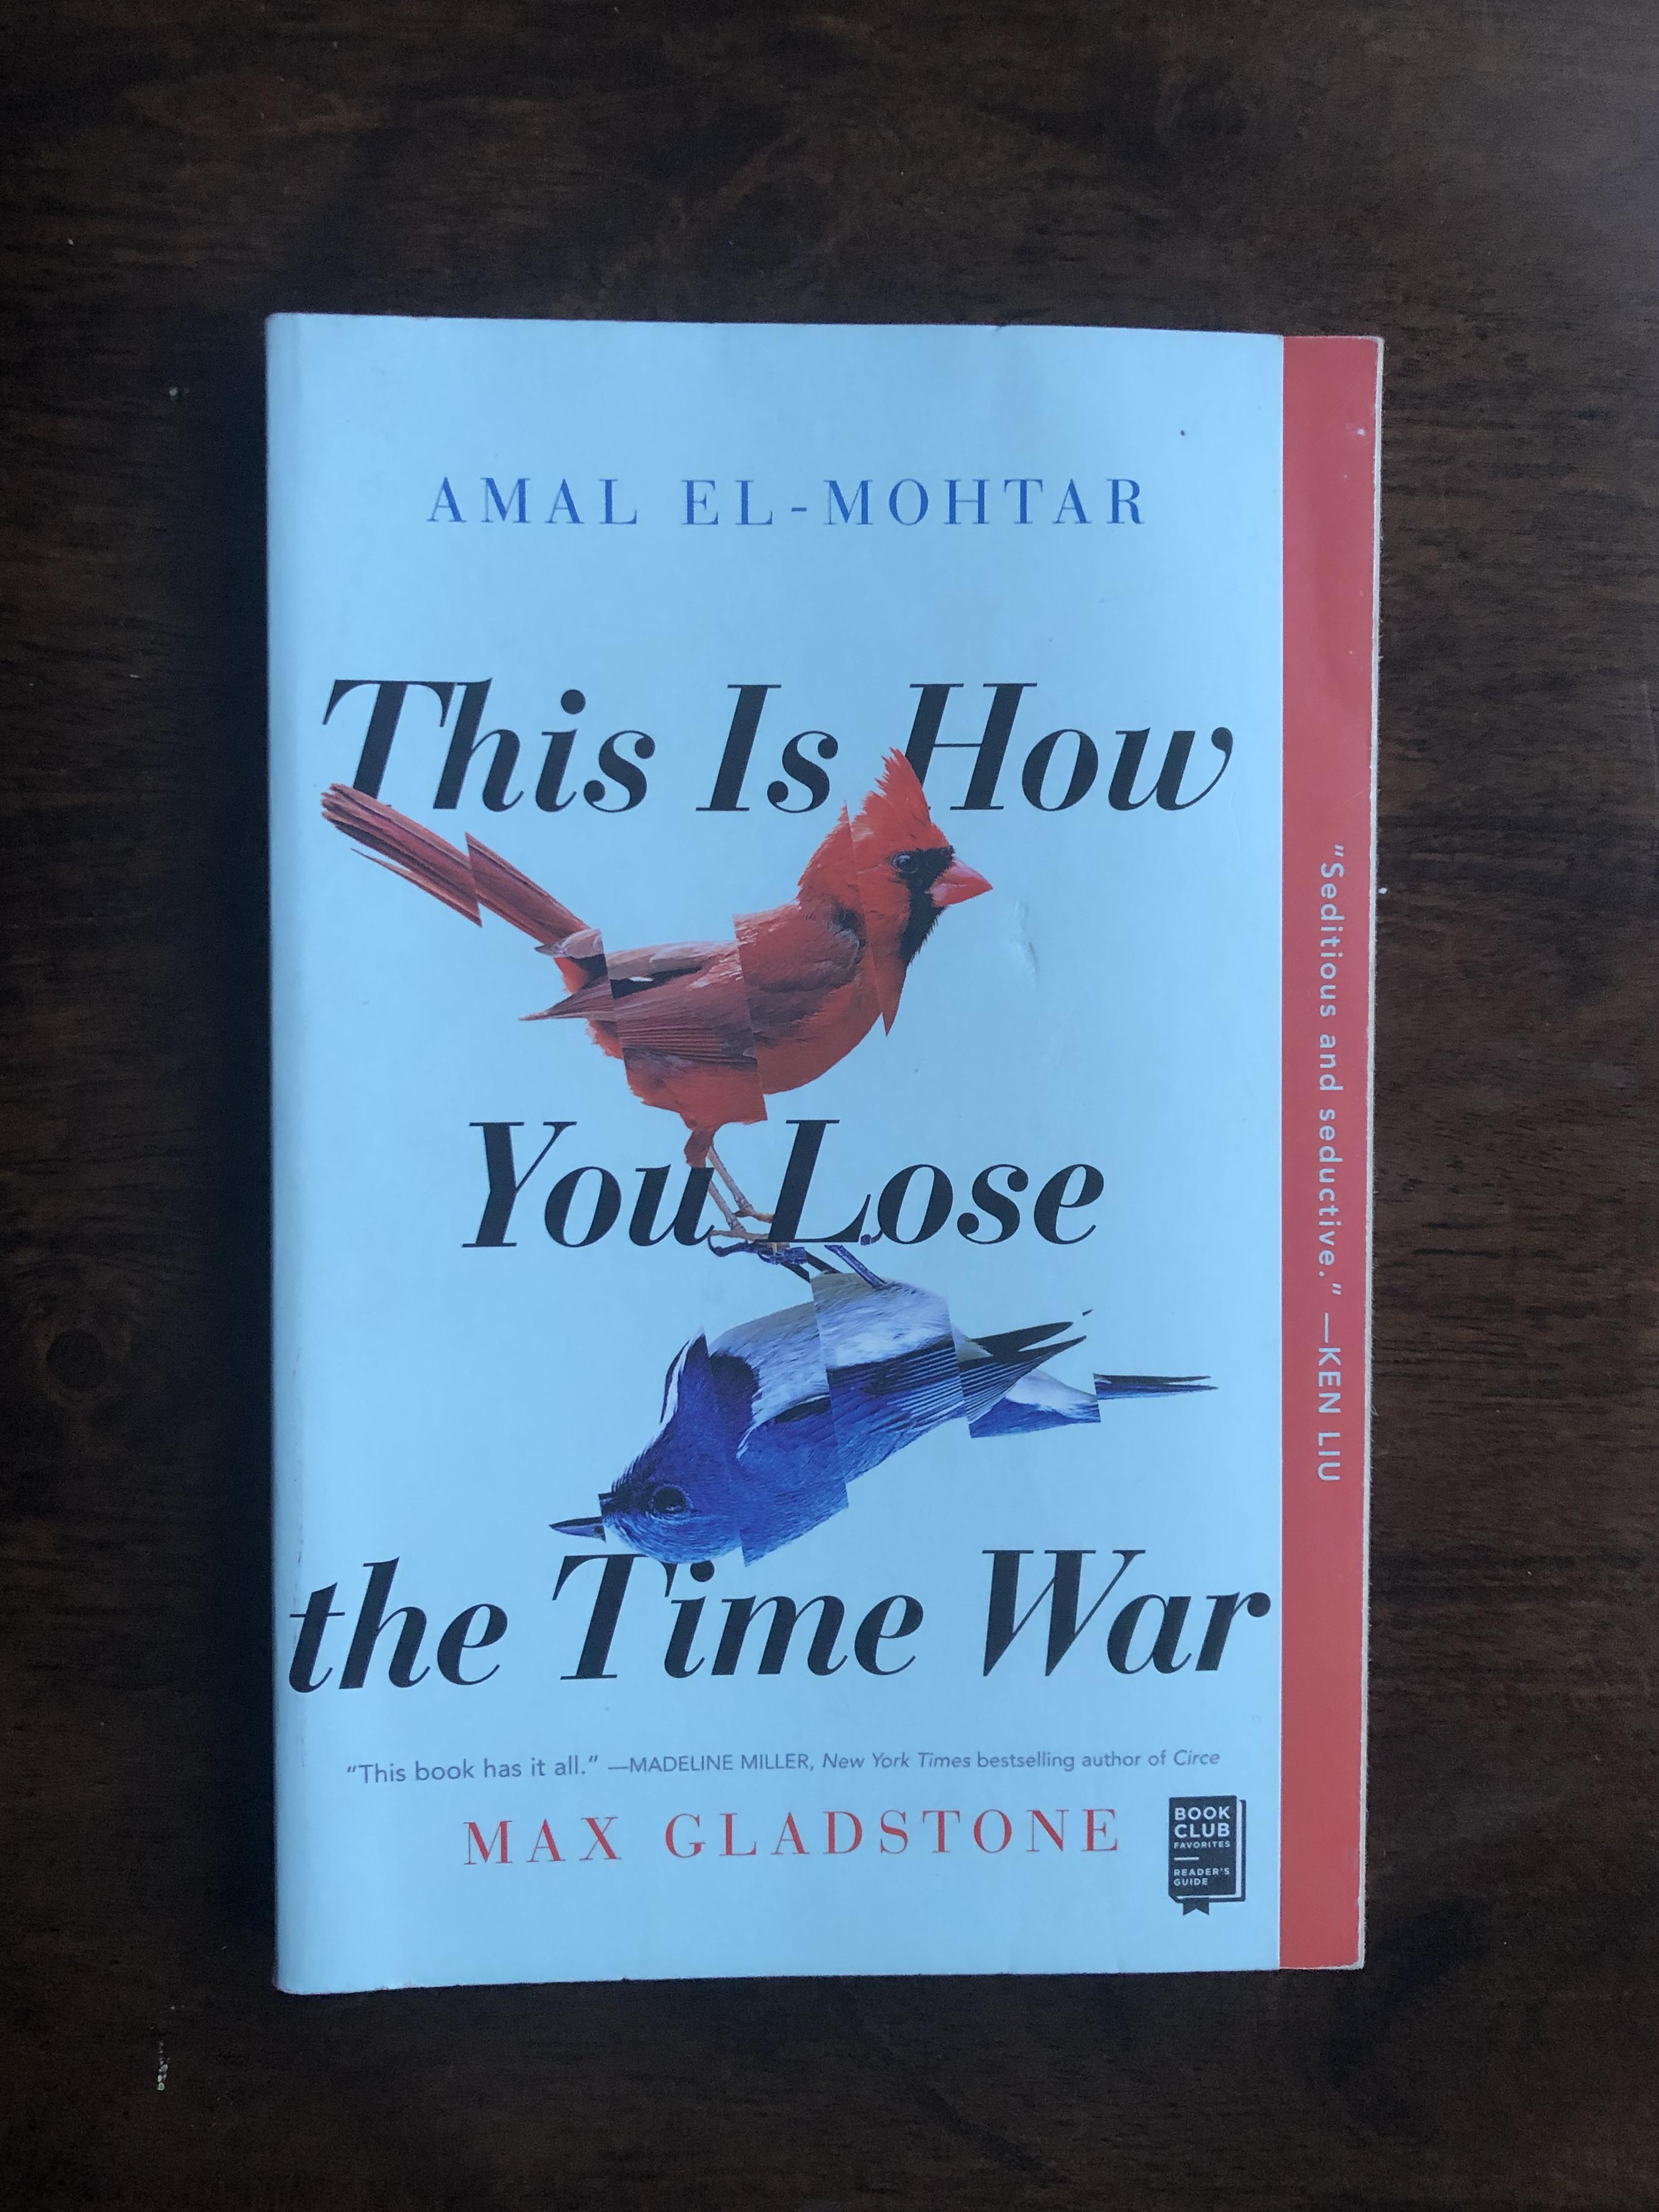 AMAL EL-MOHTAR
This Is How
You Lose
the Time War
“This book has it all.” —MADELINE MILLER, New York Times bestselling author of Circe
MAX GLADSTONE
BOOK
CLUB
FAVORITES
READER'S
GUIDE
“Seditious and seductive.” —KEN LIU